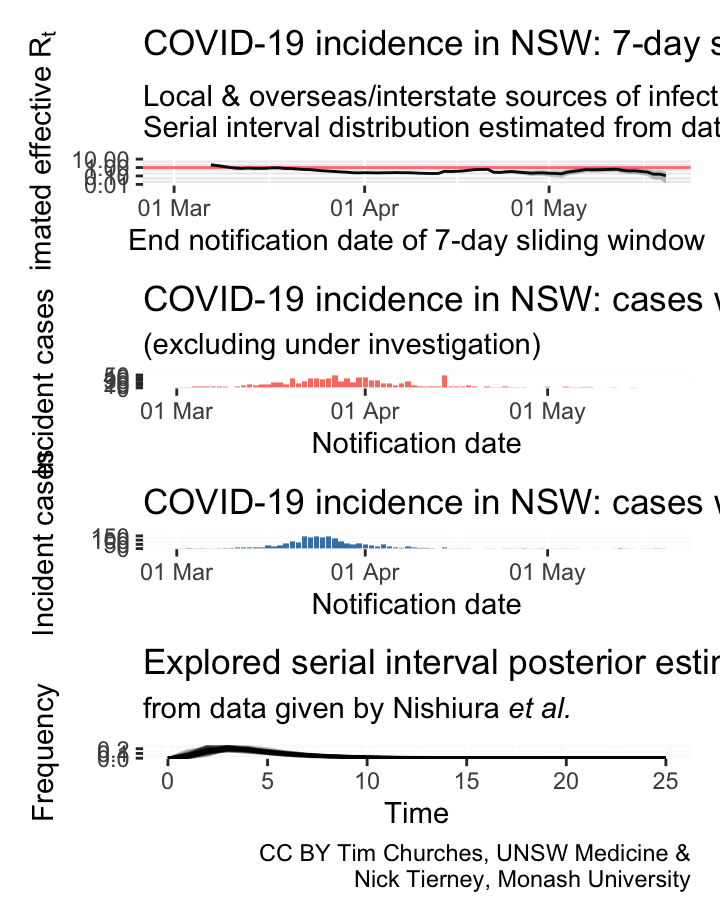 COVID-19 incidence in NSW: 7-day s
Local & overseas/interstate sources of infect
Serial interval distribution estimated from dat
imated effective Rt
10.00
0.01
01 Mar 01 Apr 01 May
End notification date of 7-day sliding window
COVID-19 incidence in NSW: cases w
(excluding under investigation)
Incident cases
01 Mar 01 Apr 01 May
Notification date
COVID-19 incidence in NSW: cases w
Incident cases
150
01 Mar 01 Apr 01 May
Notification date
Explored serial interval posterior estir
from data given by Nishiura et al.
Frequency
0.0
0 5 10 15 20 25
Time
CC BY Tim Churches, UNSW Medicine &
Nick Tierney, Monash University